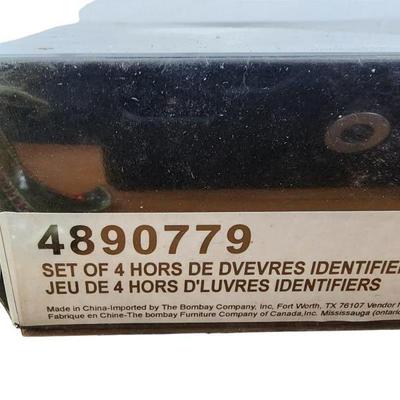 4890779
SET OF 4 HORS DE DVEVRES IDENTIFIE
JEU DE 4 HORS D'LUVRES IDENTIFIERS
Made in China-Imported by The Bombay Company, Inc, Fort Worth, TX 76107 Vendor
Fabrique en Chine-The bombay Furniture Company of Canada,Inc. Mississauga (ontario